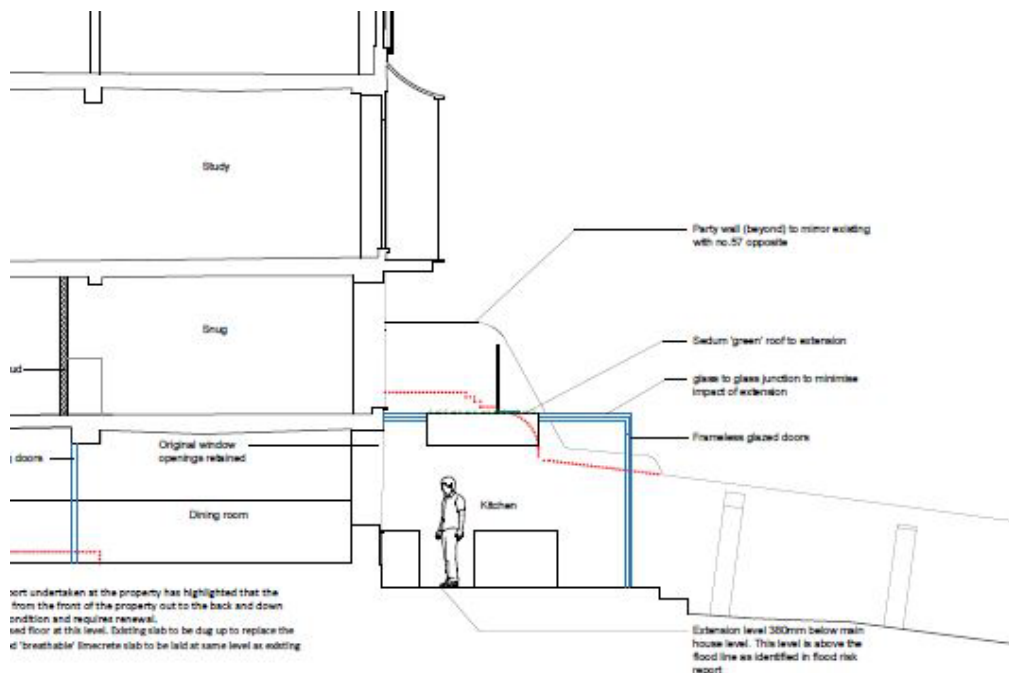 Study
Party wall (beyond) to mirror existing
with no.57 opposite
Snug
Sedum 'green' roof to extension
ud
glass to glass junction to minimise
impact of extension
Frameless glazed doors
Original window
openings retained
doors
Kitchen
Dining room
ort undertaken at the property has highlighted that the
from the front of the property out to the back and down
ondition and requires renewal.
sed floor at this level. Existing slab to be dug up to replace the
d 'breathable' limecrete slab to be laid at same level as existing
Extension level 360mm below main
house level. This level is above the
flood line as identified in flood risk
report